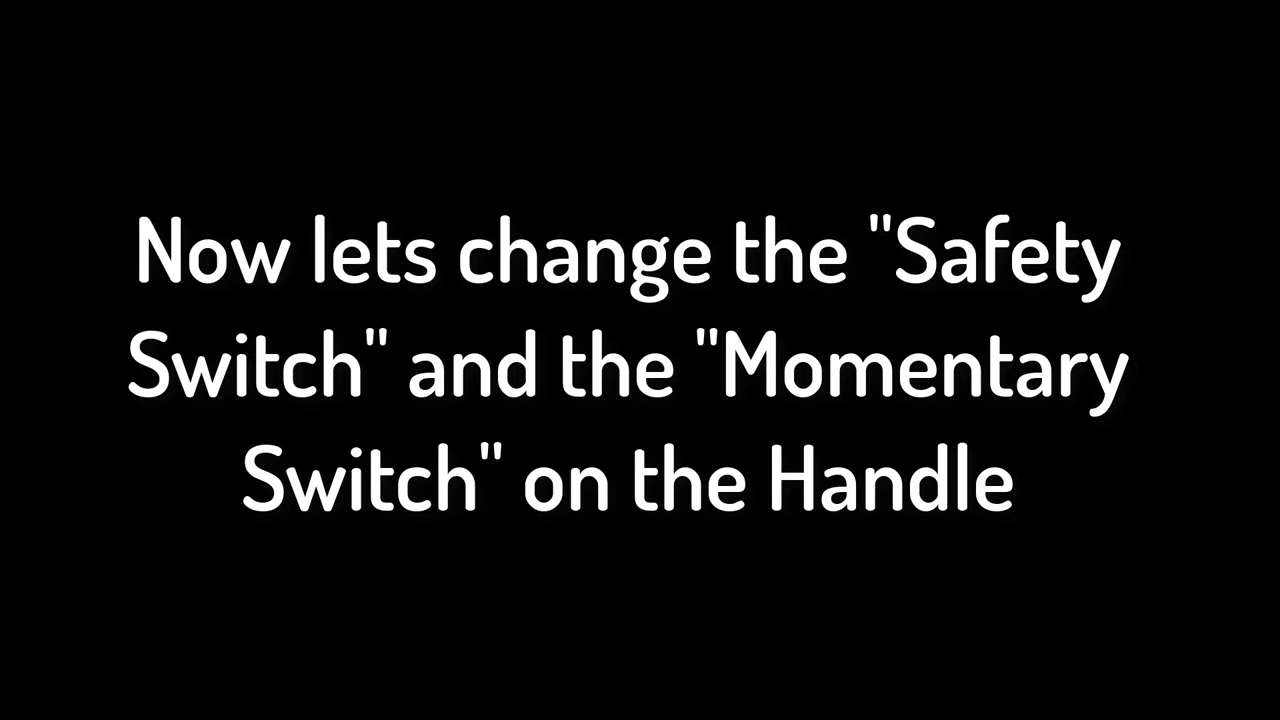 Now lets change the "Safety
Switch" and the "Momentary
Switch" on the Handle